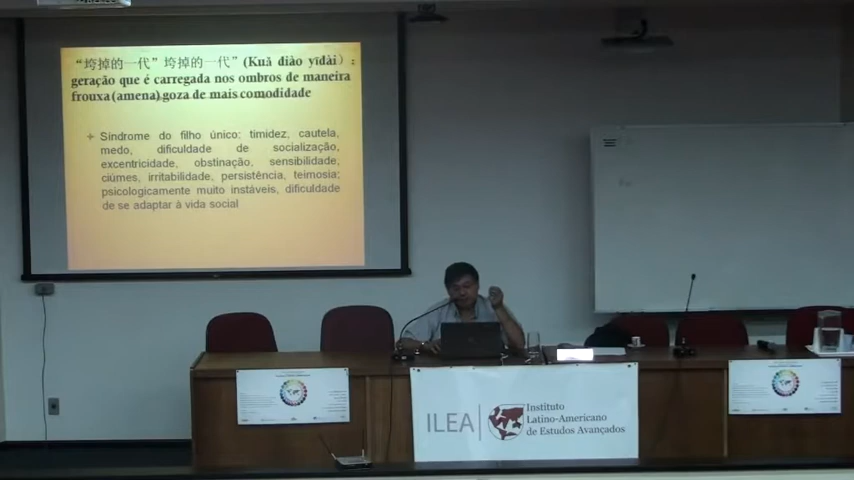 “垮掉的一代” 垮掉的一代” (Kuǎ diào yīdài) :
geração que é carregada nos ombros de maneira
frouxa(amena),goza de mais comodidade
Síndrome do filho único: timidez, cautela,
medo, dificuldade de socialização,
excentricidade, obstinação, sensibilidade,
ciúmes, irritabilidade, persistência, teimosia;
psicologicamente muito instáveis, dificuldade
de se adaptar à vida social
ILEA
Instituto
Latino-Americano
de Estudos Avançados